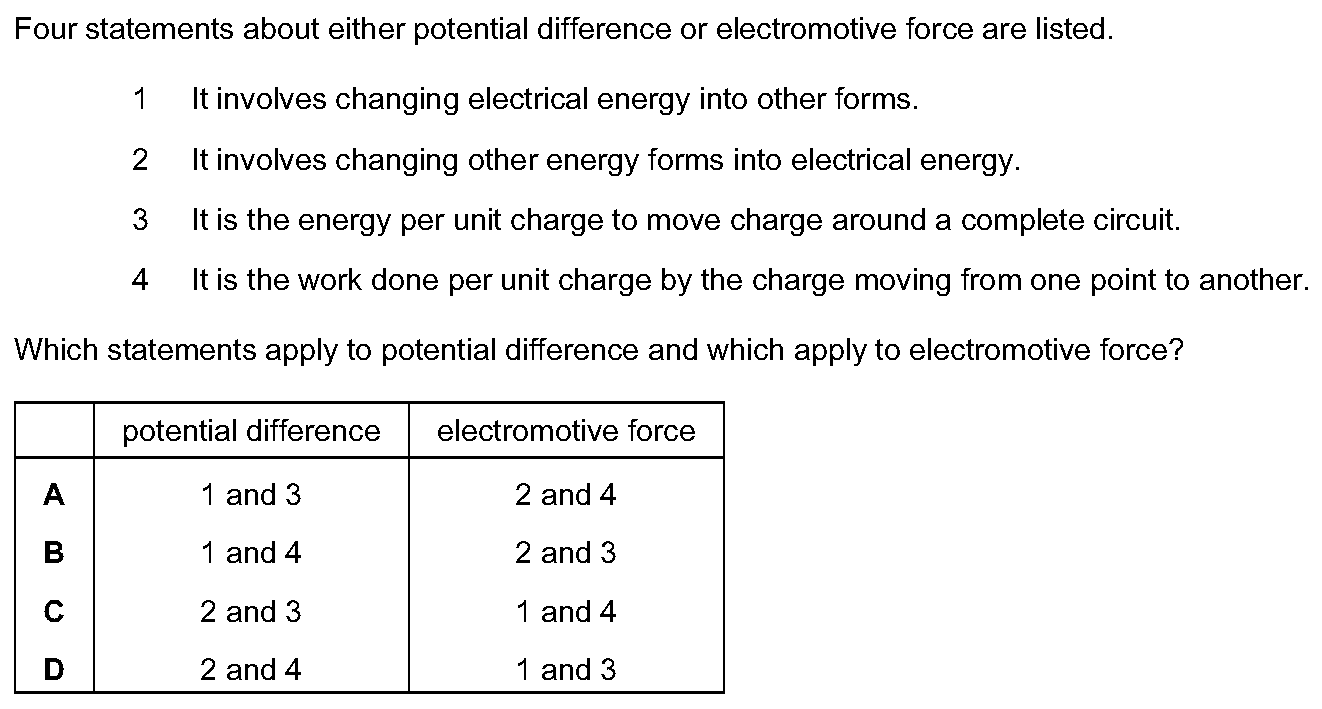 Four statements about either potential difference or electromotive force are listed.
1 It involves changing electrical energy into other forms.
2 It involves changing other energy forms into electrical energy.
3 It is the energy per unit charge to move charge around a complete circuit.
4 It is the work done per unit charge by the charge moving from one point to another.
Which statements apply to potential difference and which apply to electromotive force?
potential difference electromotive force
A 1 and 3 2 and 4
B 1 and 4 2 and 3
C 2 and 3 1 and 4
D 2 and 4 1 and 3